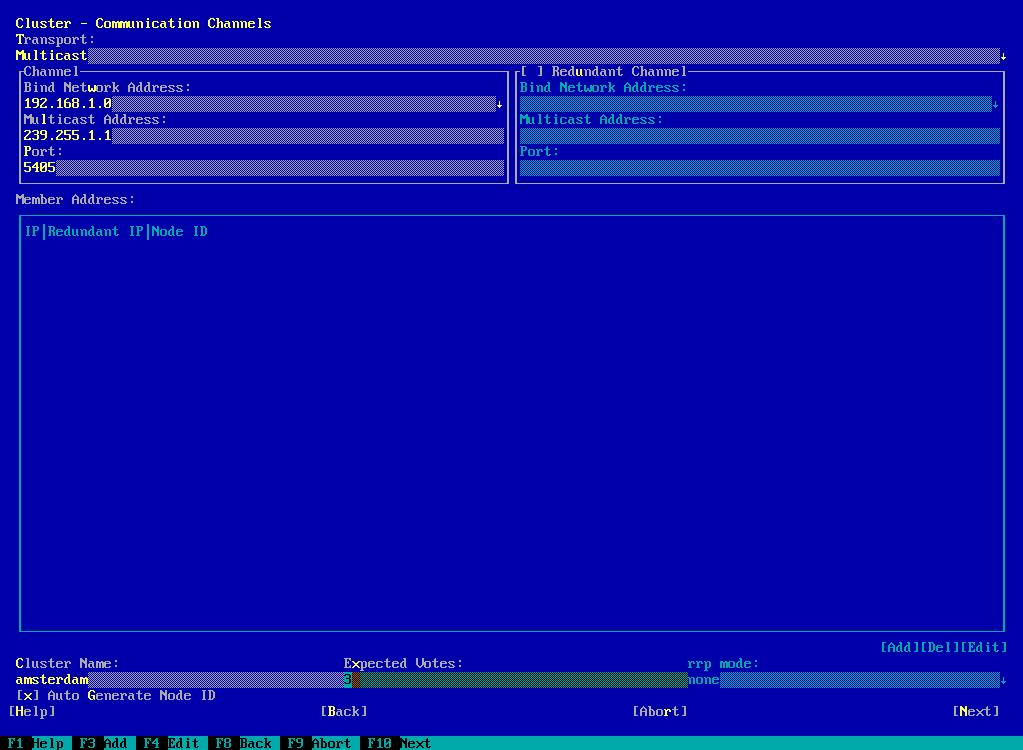 Cluster - Communication Channels
Transport:
Multicast↓
Channel
Bind Network Address:
192.168.1.0↓
Multicast Address:
239.255.1.1
Port:
5405
[ ] Redundant Channel
Bind Network Address:
↓
Multicast Address:
Port:
Member Address:
IP|Redundant IP|Node ID
[Add][Del][Edit]
Cluster Name: Expected Votes: rrp mode:
amsterdam 3 none↓
[x] Auto Generate Node ID
[Help] [Back] [Abort] [Next]
F1 Help F3 Add F4 Edit F8 Back F9 Abort F10 Next